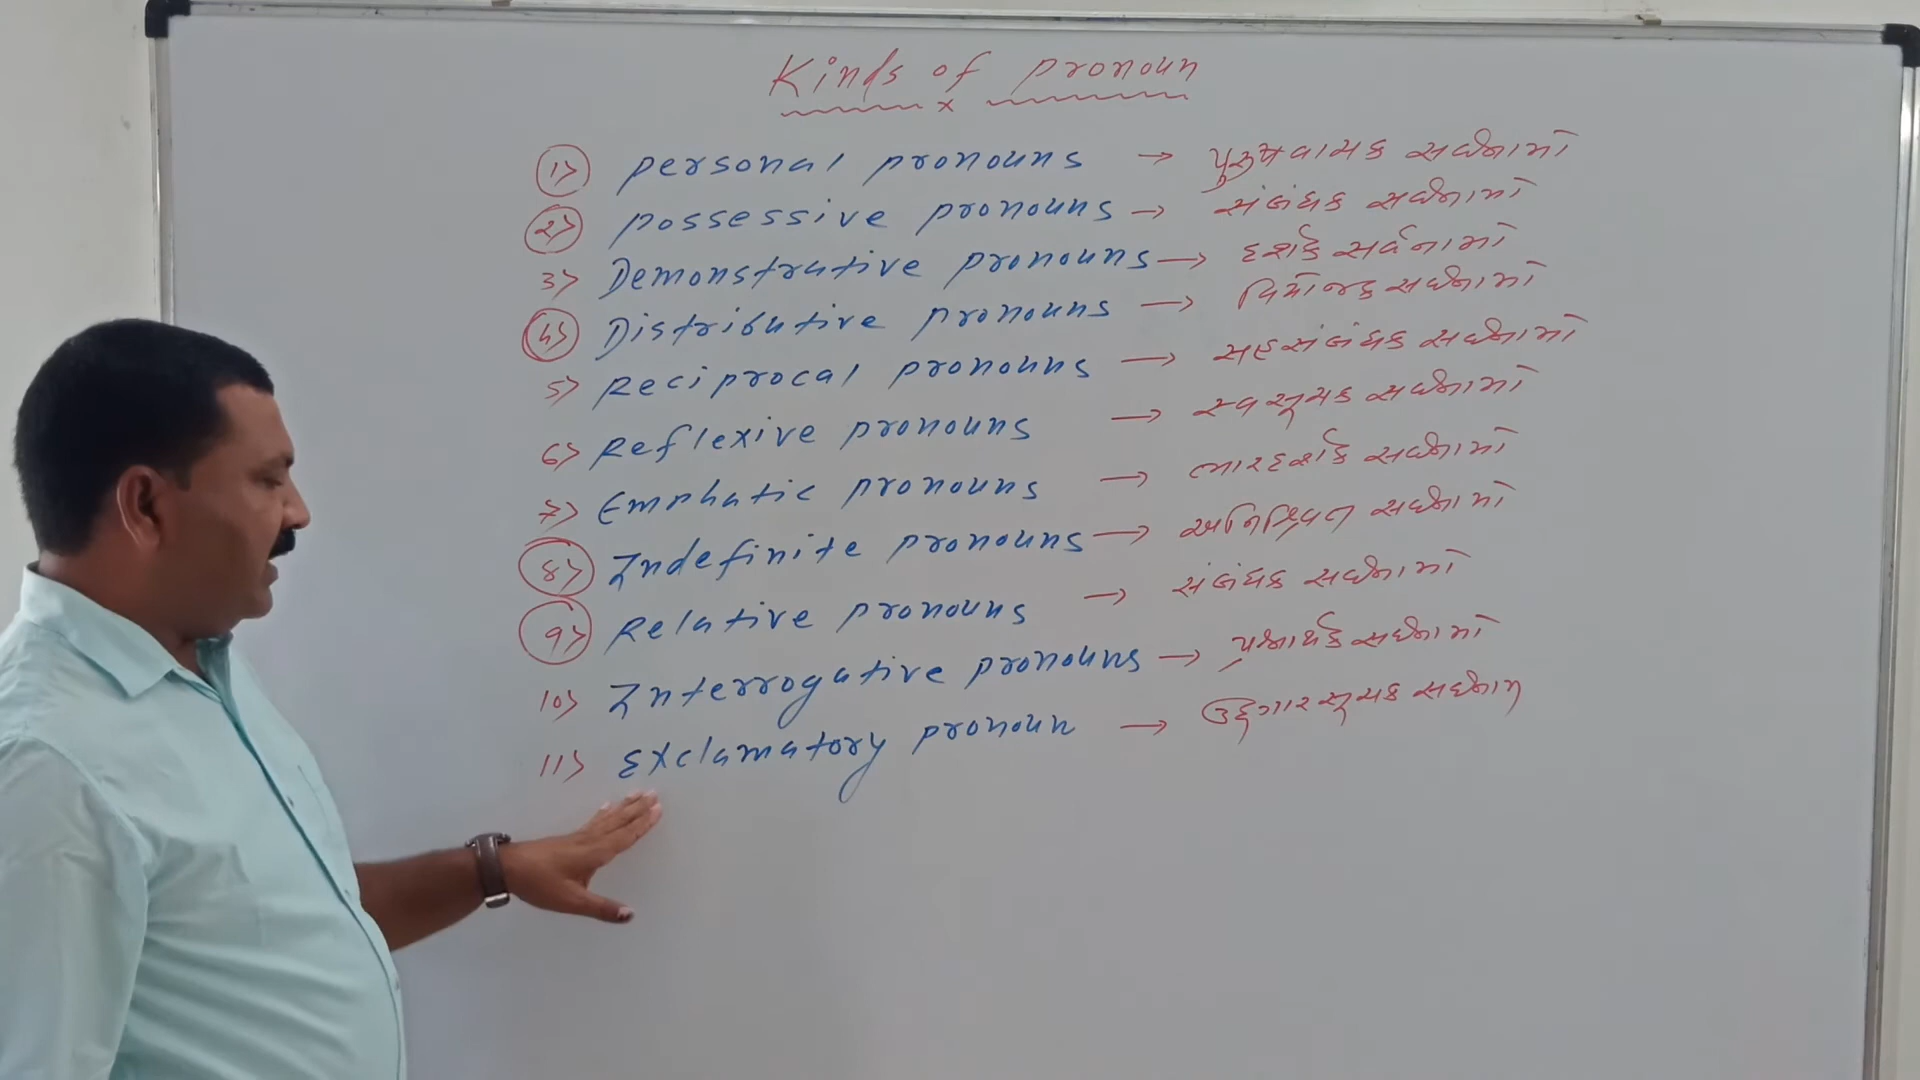 Kinds of pronoun
x
1> personal pronouns → પુરુષવાચક સર્વનામો
2> possessive pronouns → સંબંધક સર્વનામો
3> Demonstrative pronouns → દર્શક સર્વનામો
4> Distributive pronouns → વિભાજક સર્વનામો
5> Reciprocal pronouns → સહસંબંધક સર્વનામો
6> Reflexive pronouns → સ્વસૂચક સર્વનામો
7> Emphatic pronouns → ભારદર્શક સર્વનામો
8> Indefinite pronouns → અનિશ્ચિત સર્વનામો
9> Relative pronouns → સંબંધક સર્વનામો
10> Interrogative pronouns → પ્રશ્નાર્થક સર્વનામો
11> Exclamatory pronoun → ઉદ્દગાર સૂચક સર્વનામ